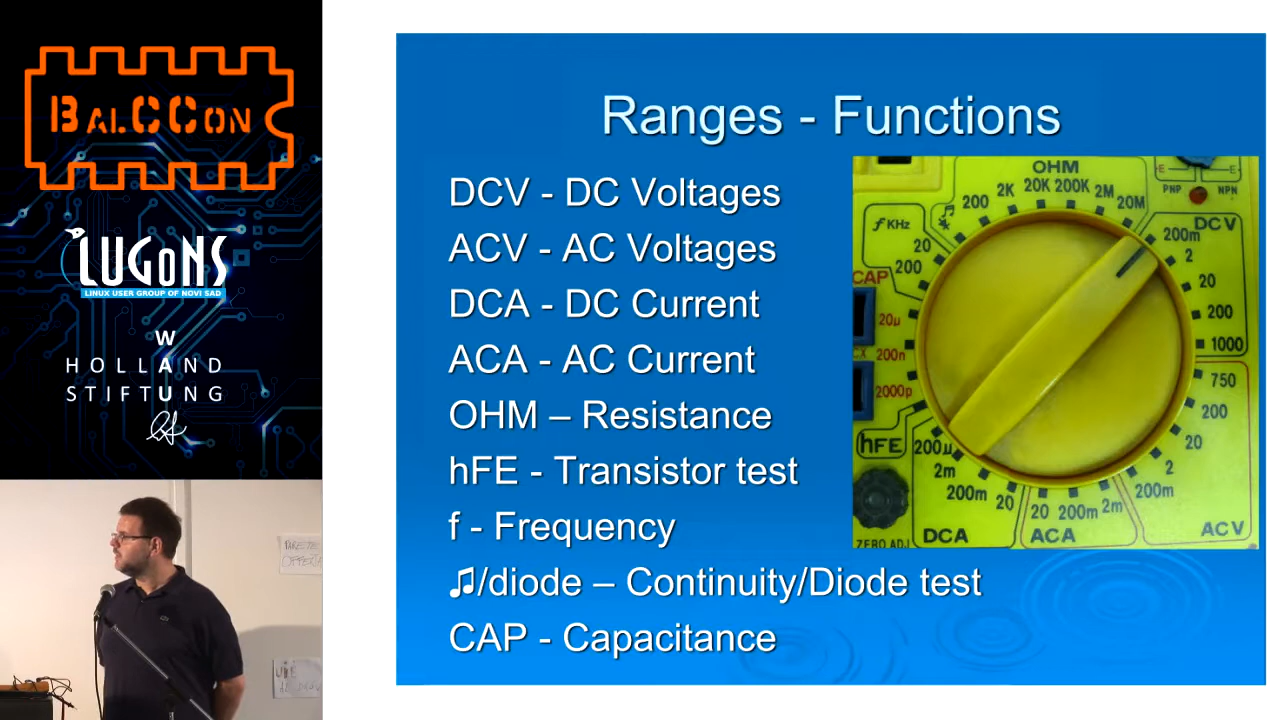 BALCCON
LUGoNS
LINUX USER GROUP OF NOVI SAD
W
HOLLAND
A
STIFTUNG
Ranges - Functions
DCV - DC Voltages
ACV - AC Voltages
DCA - DC Current
ACA - AC Current
OHM – Resistance
hFE - Transistor test
f - Frequency
♫/diode – Continuity/Diode test
CAP - Capacitance
OHM
200 2K 20K 200K 2M 20M
E E
PNP NPN
fKHz
20
200
CAP
20µ
CX 200n
2000p
hFE
ZERO ADJ
DCV
200m
2
20
200
1000
750
200
20
2
200m
ACV
200µ
2m
200m
20
DCA
20 200m 2m
ACA